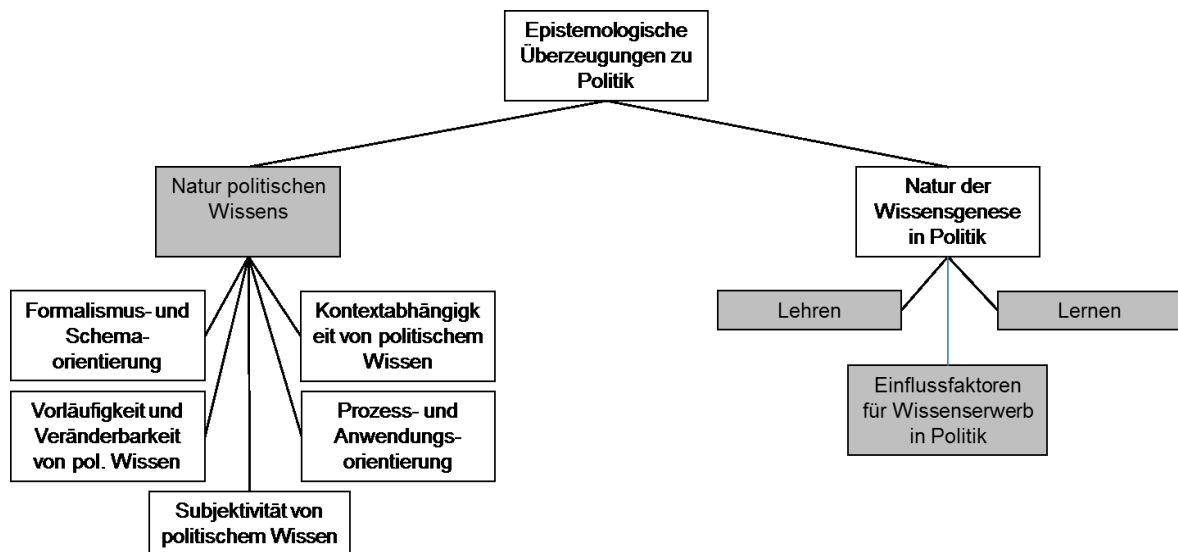 Epistemologische
Überzeugungen zu
Politik
Natur politischen
Wissens
Natur der
Wissensgenese
in Politik
Formalismus- und
Schema-
orientierung
Kontextabhängigk
eit von politischem
Wissen
Lehren
Lernen
Vorläufigkeit und
Veränderbarkeit
von pol. Wissen
Prozess- und
Anwendungs-
orientierung
Einflussfaktoren
für Wissenserwerb
in Politik
Subjektivität von
politischem Wissen